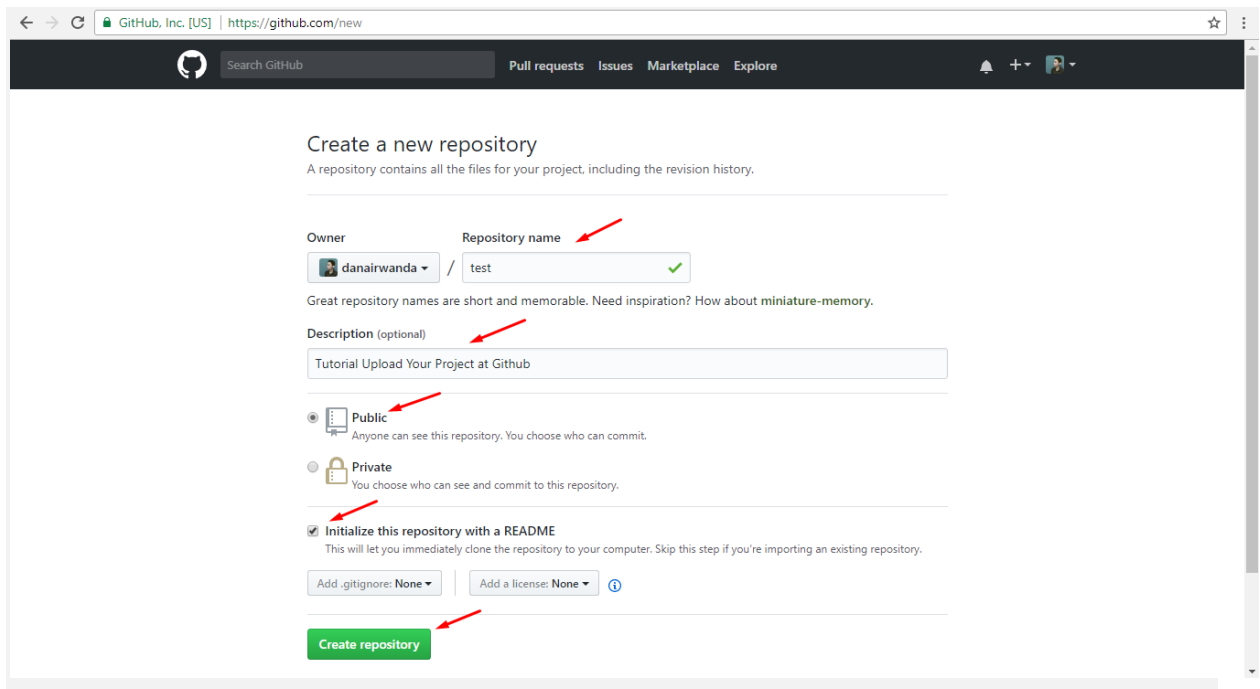 GitHub, Inc. [US] | https://github.com/new
Search GitHub Pull requests Issues Marketplace Explore
Create a new repository
A repository contains all the files for your project, including the revision history.
Owner Repository name
danairwanda / test
Great repository names are short and memorable. Need inspiration? How about miniature-memory.
Description (optional)
Tutorial Upload Your Project at Github
Public
Anyone can see this repository. You choose who can commit.
Private
You choose who can see and commit to this repository.
Initialize this repository with a README
This will let you immediately clone the repository to your computer. Skip this step if you're importing an existing repository.
Add .gitignore: None Add a license: None
Create repository